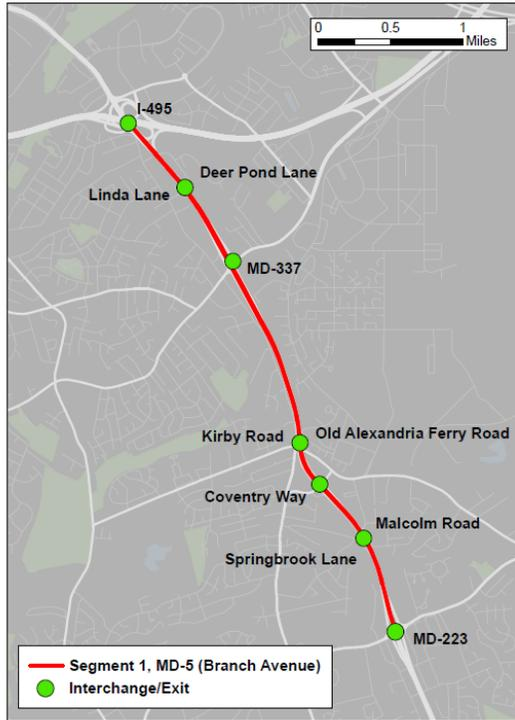 0 0.5 1
Miles
I-495
Deer Pond Lane
Linda Lane
MD-337
Kirby Road
Old Alexandria Ferry Road
Coventry Way
Malcolm Road
Springbrook Lane
MD-223
Segment 1, MD-5 (Branch Avenue)
Interchange/Exit